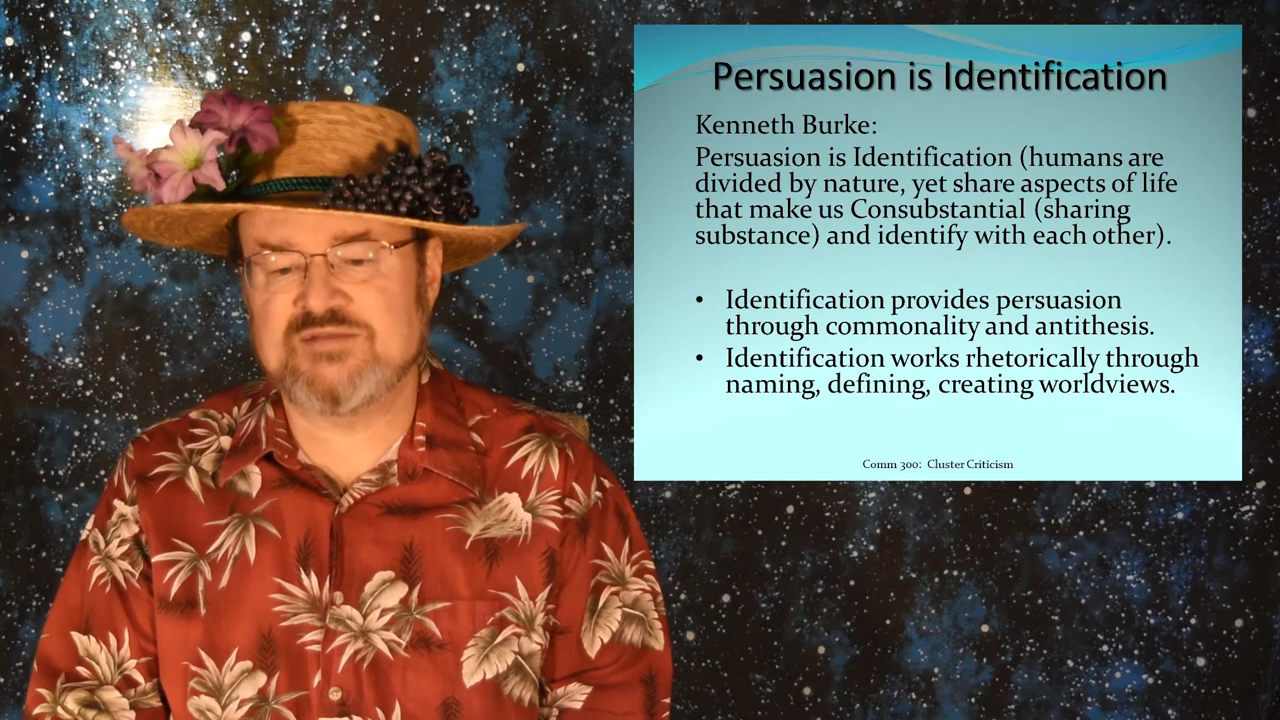 Persuasion is Identification
Kenneth Burke:
Persuasion is Identification (humans are
divided by nature, yet share aspects of life
that make us Consubstantial (sharing
substance) and identify with each other).
• Identification provides persuasion
through commonality and antithesis.
• Identification works rhetorically through
naming, defining, creating worldviews.
Comm 300: Cluster Criticism